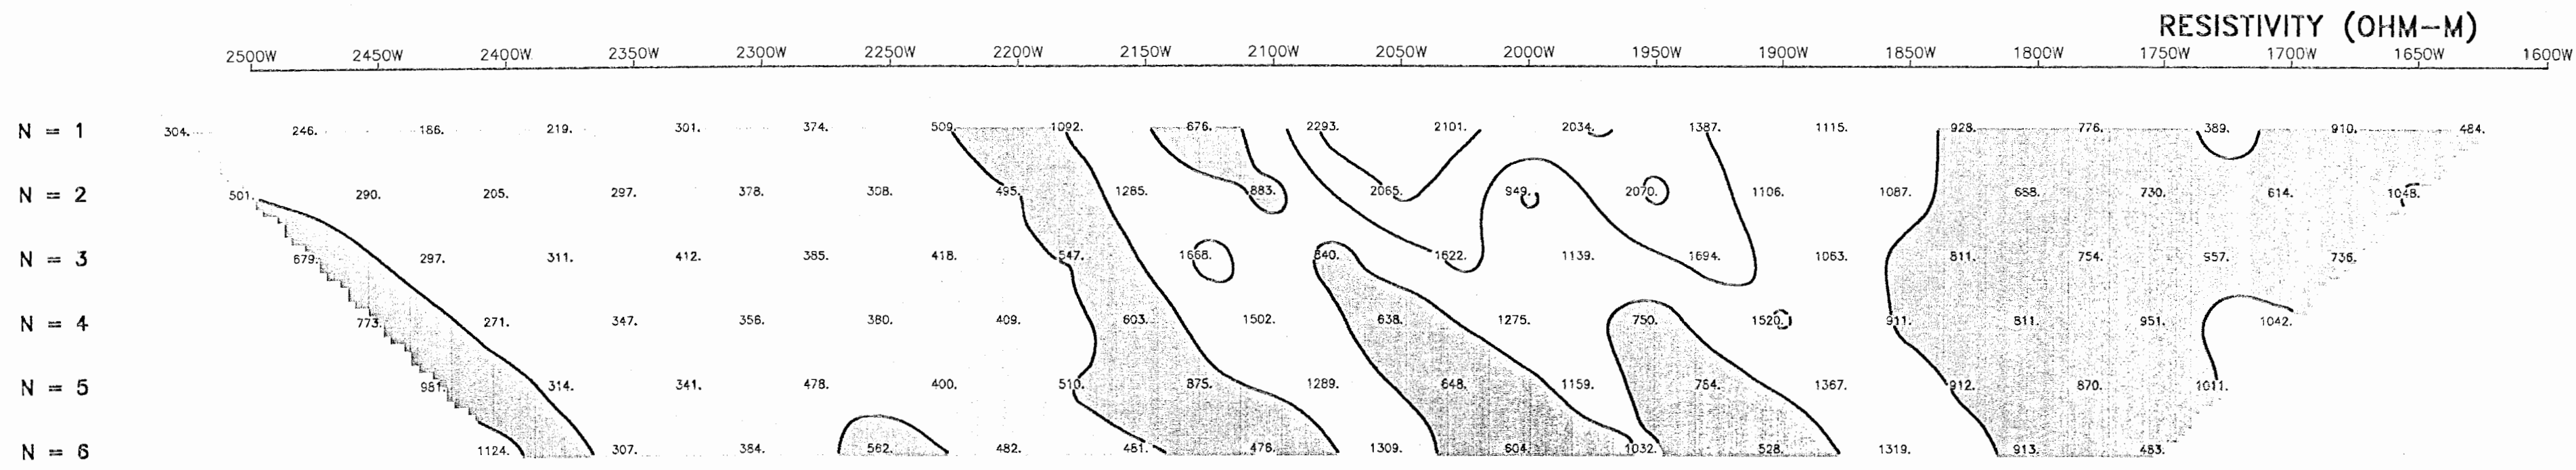 RESISTIVITY (OHM-M)
2500W 2450W 2400W 2350W 2300W 2250W 2200W 2150W 2100W 2050W 2000W 1950W 1900W 1850W 1800W 1750W 1700W 1650W 1600W
N = 1 304. 246. 186. 219. 301. 374. 509. 1092. 676. 2293. 2101. 2034. 1387. 1115. 928. 776. 389. 910. 484.
N = 2 501. 290. 205. 297. 378. 308. 495. 1285. 883. 2065. 949. 2070. 1106. 1087. 688. 730. 614. 1048.
N = 3 679. 297. 311. 412. 385. 418. 547. 1668. 840. 1622. 1139. 1694. 1063. 811. 754. 957. 736.
N = 4 773. 271. 347. 356. 380. 409. 603. 1502. 638. 1275. 750. 1520. 911. 811. 951. 1042.
N = 5 981. 314. 341. 478. 400. 510. 875. 1289. 648. 1159. 784. 1367. 912. 870. 1011.
N = 6 1124. 307. 384. 562. 482. 481. 476. 1309. 604. 1032. 528. 1319. 913. 483.